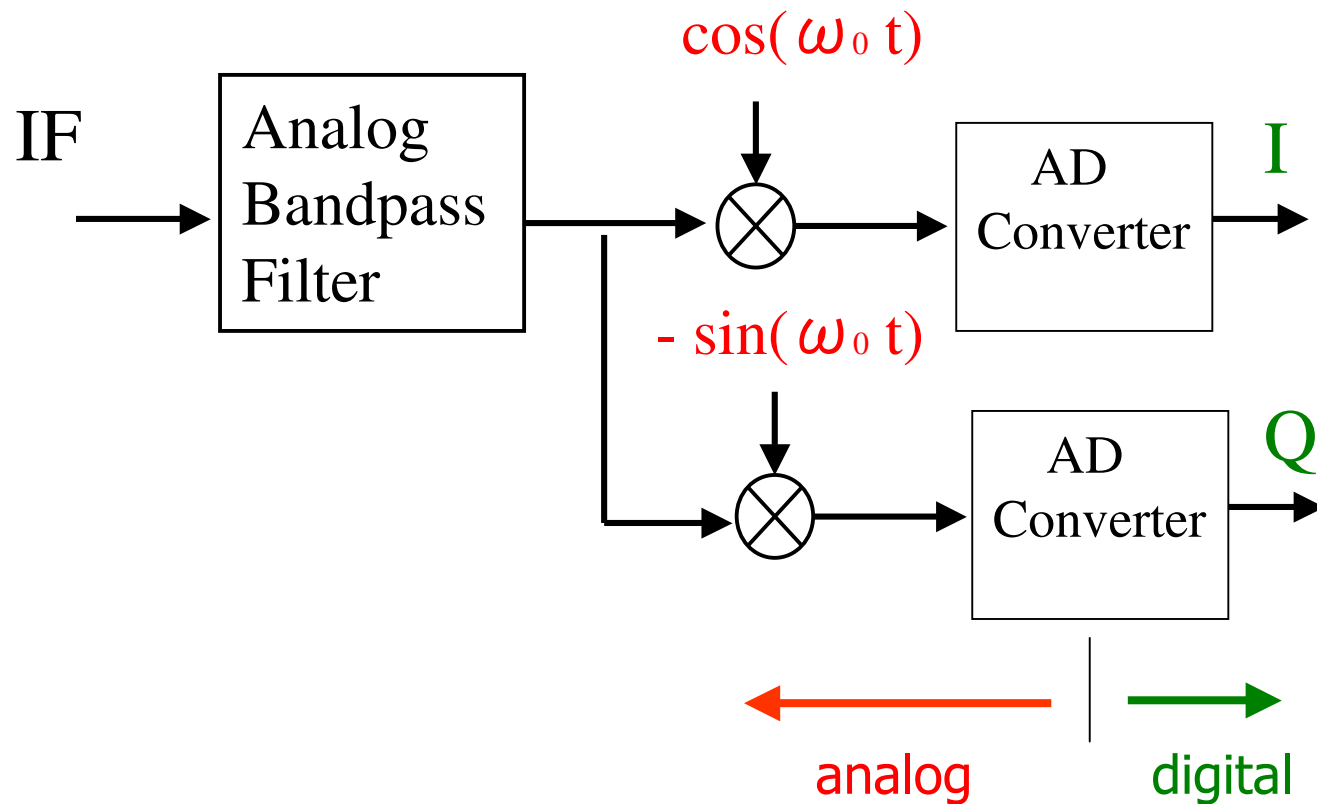 cos(ω₀ t)
IF
Analog
Bandpass
Filter
AD
Converter
I
- sin(ω₀ t)
AD
Converter
Q
analog
digital